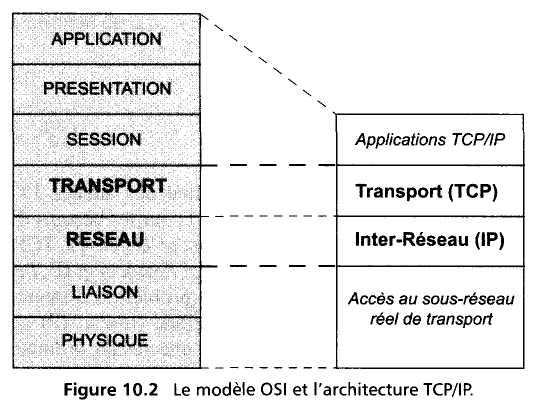 APPLICATION
PRESENTATION
SESSION
TRANSPORT
RESEAU
LIAISON
PHYSIQUE
Applications TCP/IP
Transport (TCP)
Inter-Réseau (IP)
Accès au sous-réseau
réel de transport
Figure 10.2 Le modèle OSI et l'architecture TCP/IP.